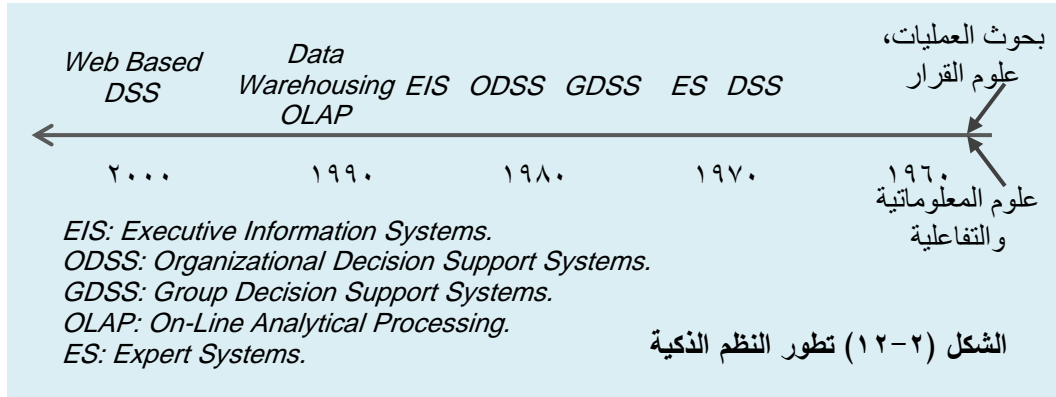 بحوث العمليات،
علوم القرار
Web Based
DSS
Data
Warehousing
OLAP
EIS
ODSS
GDSS
ES
DSS
٢٠٠٠
١٩٩٠
١٩٨٠
١٩٧٠
١٩٦٠
علوم المعلوماتية
والتفاعلية
EIS: Executive Information Systems.
ODSS: Organizational Decision Support Systems.
GDSS: Group Decision Support Systems.
OLAP: On-Line Analytical Processing.
ES: Expert Systems.
الشكل (٢-١٢) تطور النظم الذكية